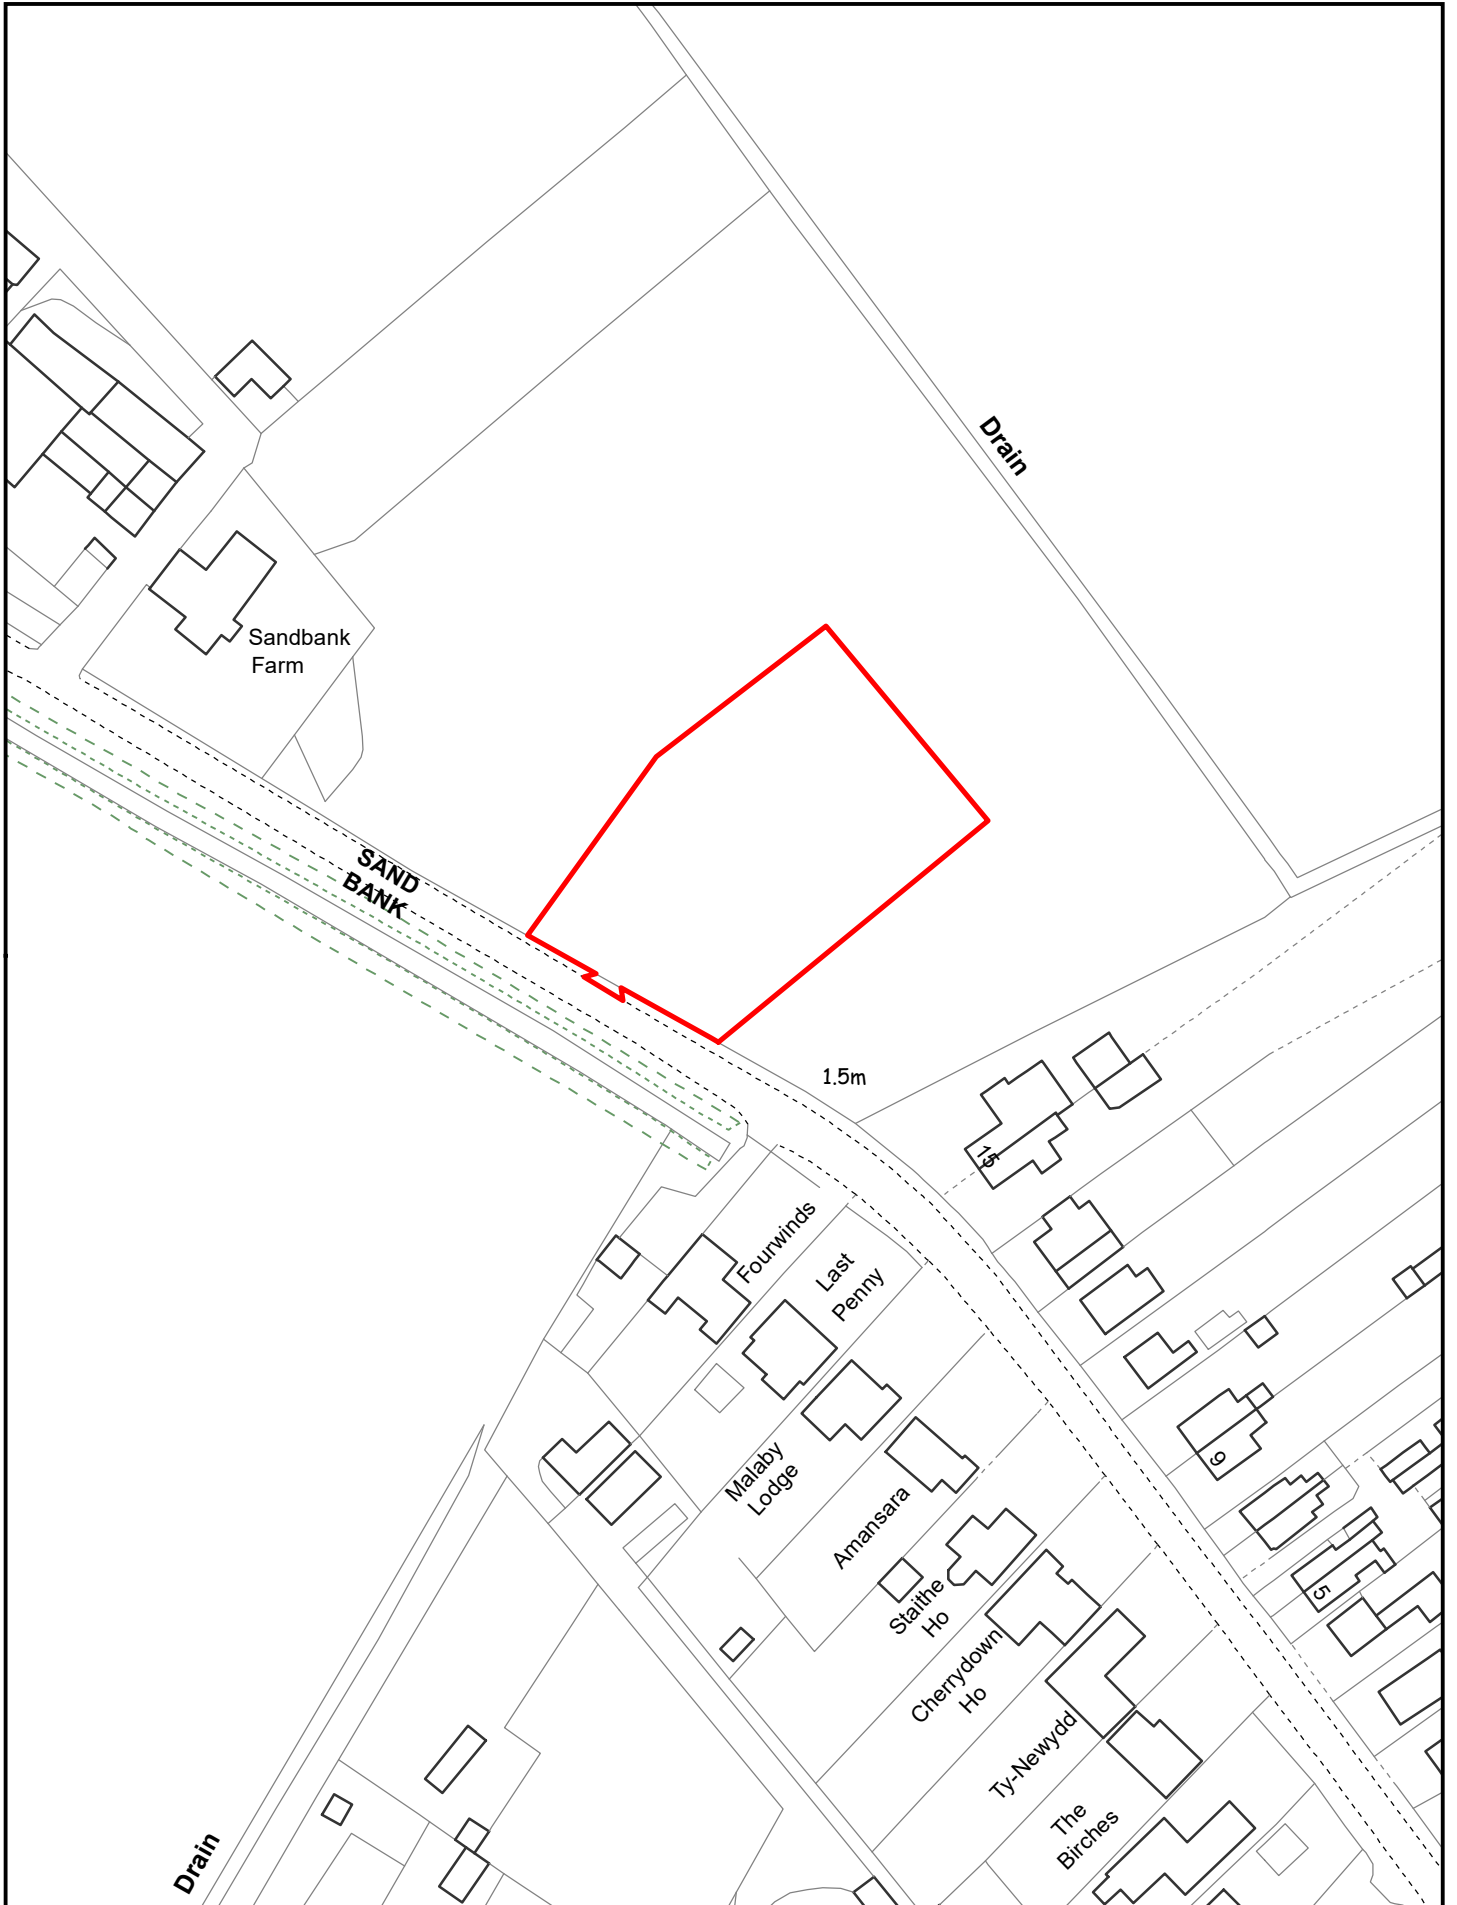 Drain
Sandbank
Farm
SAND
BANK
1.5m
15
Fourwinds
Last
Penny
9
Malaby
Lodge
Amansara
5
Staithe
Ho
Cherrydown
Ho
Ty-Newydd
The
Birches
Drain